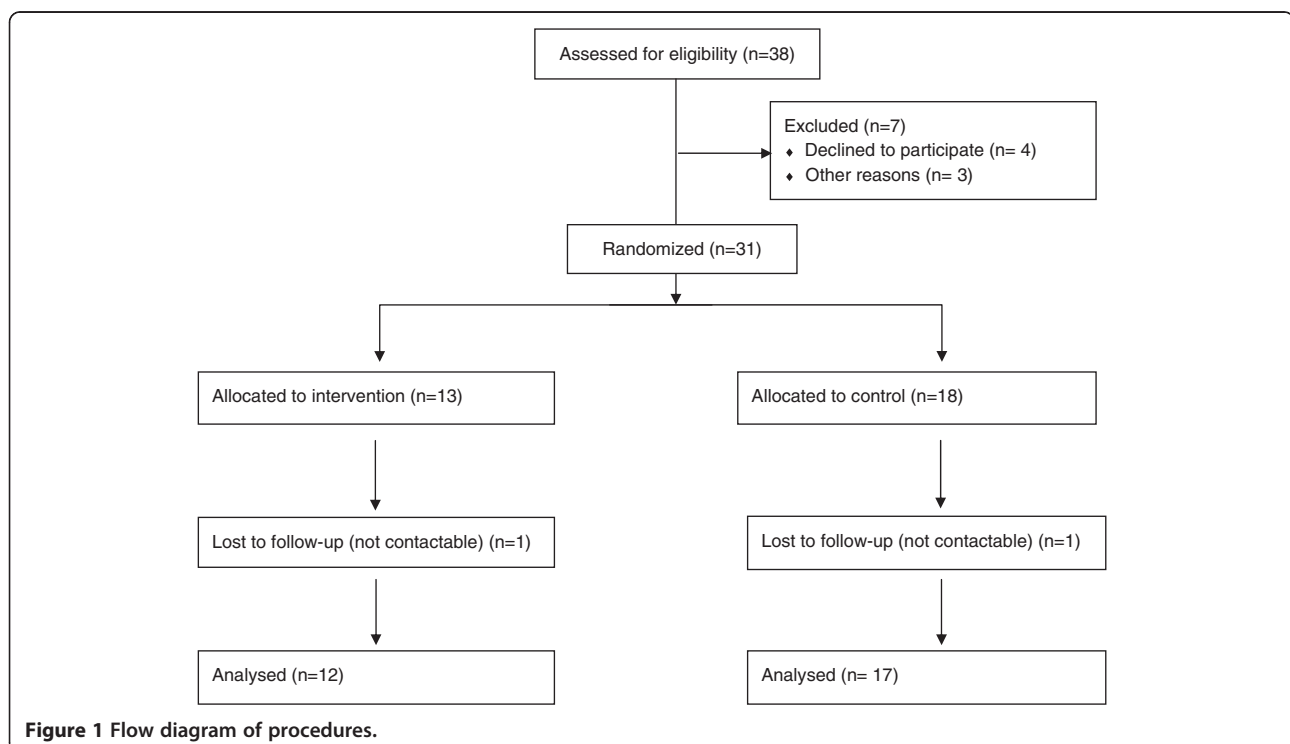 Assessed for eligibility (n=38)
Excluded (n=7)
♦ Declined to participate (n= 4)
♦ Other reasons (n= 3)
Randomized (n=31)
Allocated to intervention (n=13)
Allocated to control (n=18)
Lost to follow-up (not contactable) (n=1)
Lost to follow-up (not contactable) (n=1)
Analysed (n=12)
Analysed (n= 17)
Figure 1 Flow diagram of procedures.